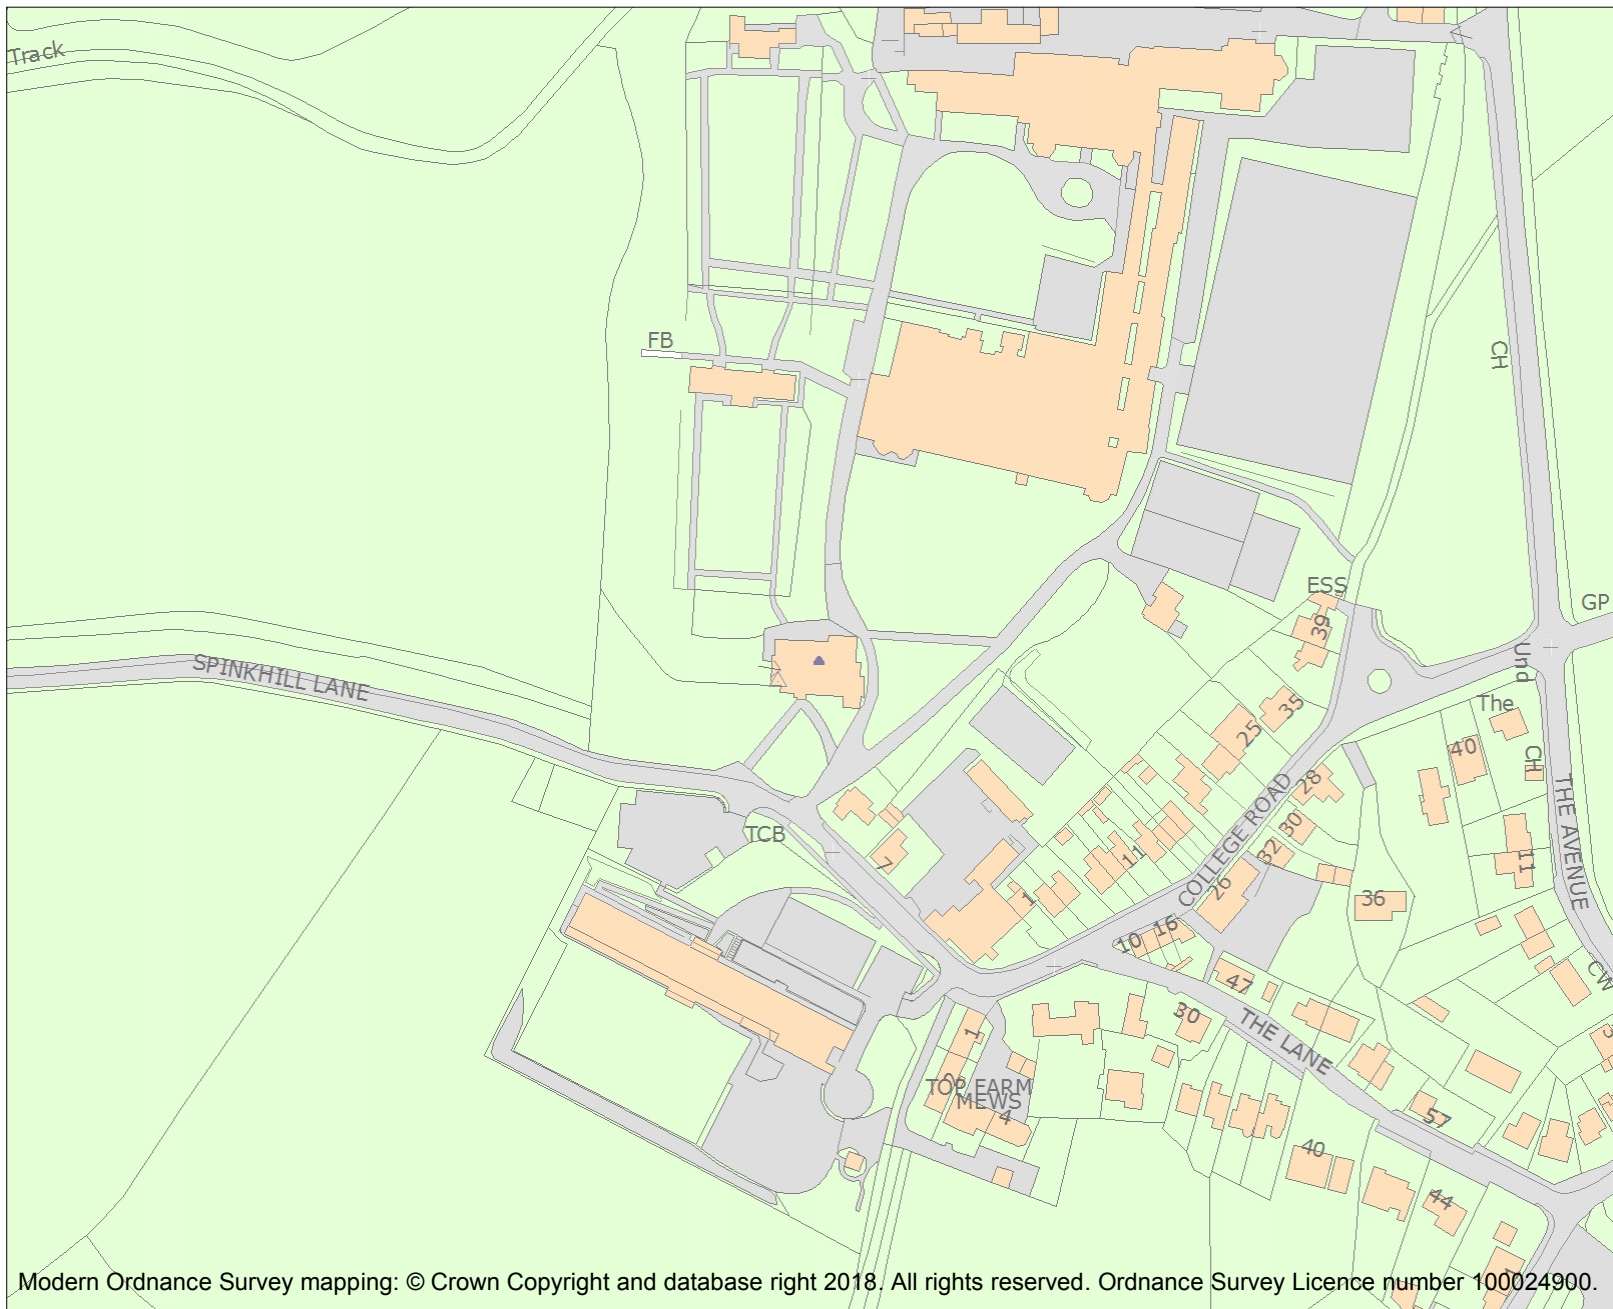 Track
FB
CH
ESS
39
GP
Und
SPINKHILL LANE
The
35
25
40
CH
28
THE AVENUE
COLLEGE ROAD
TCB
30
32
7
11
11
26
36
1
16
10
CW
47
30
THE LANE
1
2
TOP FARM
MEWS
4
57
40
44
Modern Ordnance Survey mapping: © Crown Copyright and database right 2018. All rights reserved. Ordnance Survey Licence number 100024900.